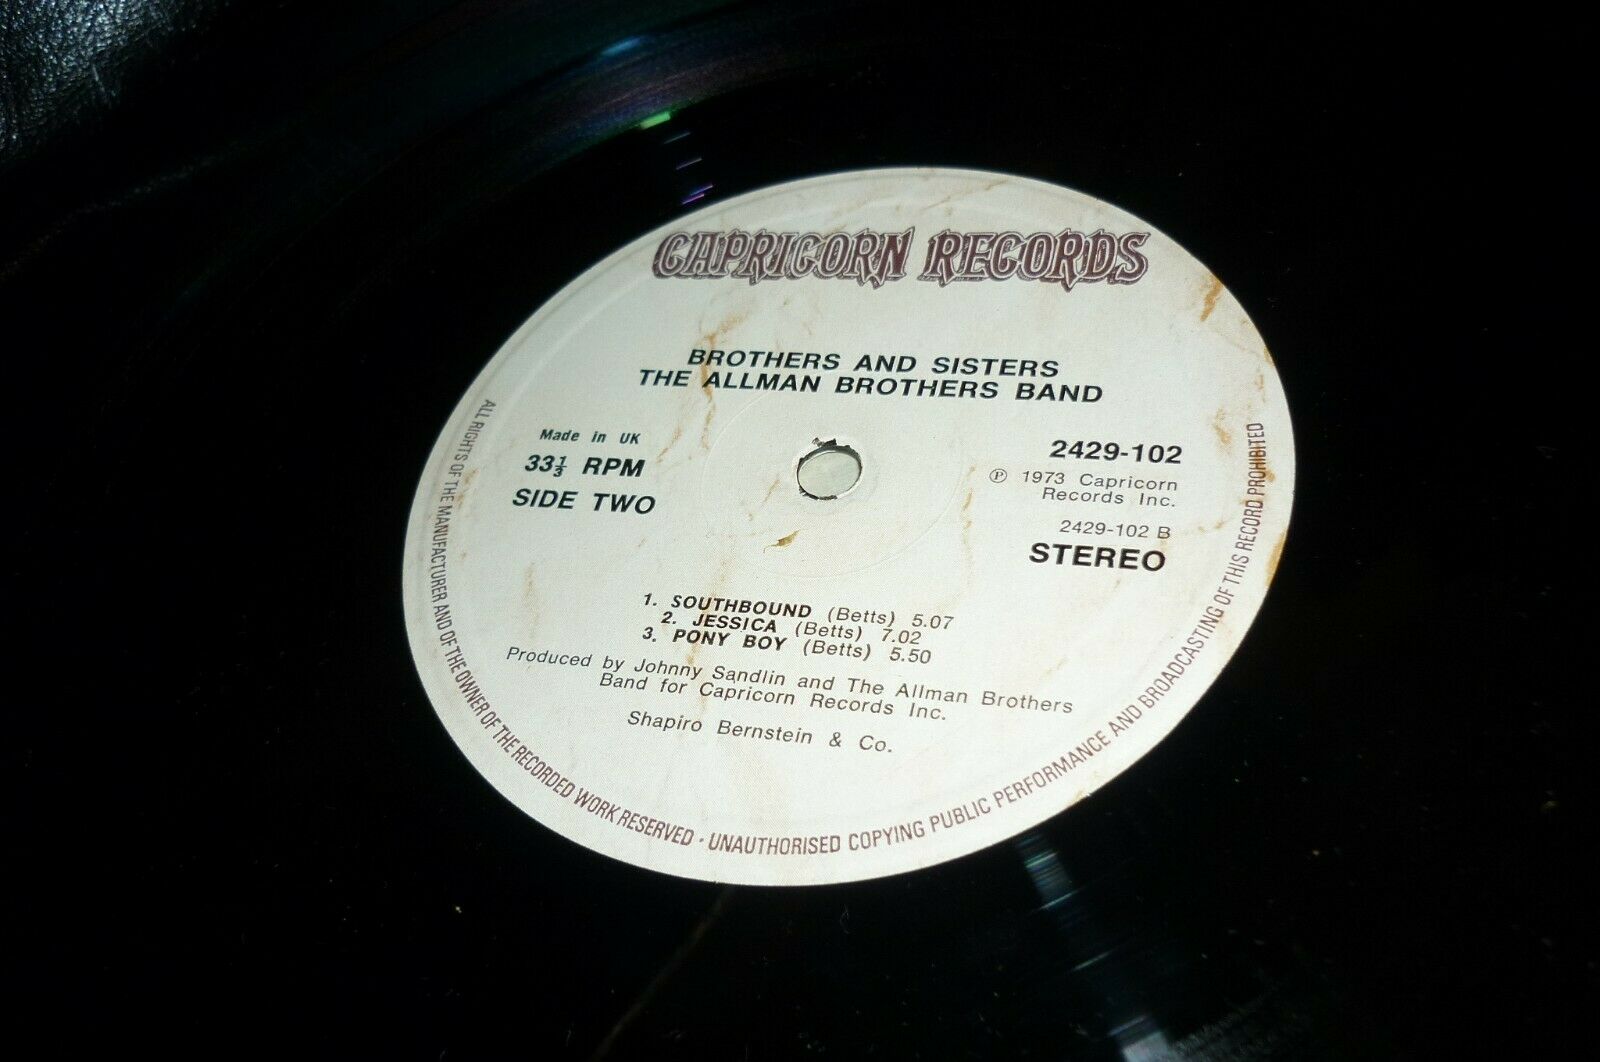 CAPRICORN RECORDS
BROTHERS AND SISTERS
THE ALLMAN BROTHERS BAND
Made in UK
33⅓ RPM
SIDE TWO
2429-102
℗ 1973 Capricorn
Records Inc.
2429-102 B
STEREO
1. SOUTHBOUND (Betts) 5.07
2. JESSICA (Betts) 7.02
3. PONY BOY (Betts) 5.50
Produced by Johnny Sandlin and The Allman Brothers
Band for Capricorn Records Inc.
Shapiro Bernstein & Co.
ALL RIGHTS OF THE MANUFACTURER AND OF THE OWNER OF THE RECORDED WORK RESERVED · UNAUTHORISED COPYING PUBLIC PERFORMANCE AND BROADCASTING OF THIS RECORD PROHIBITED